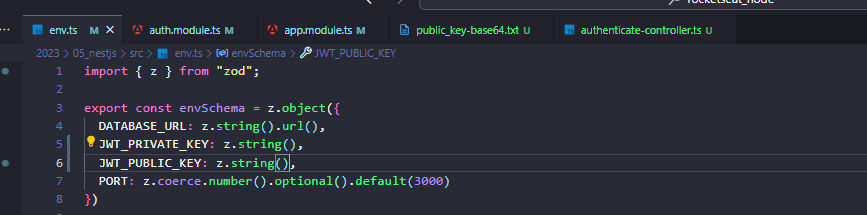 rocketseat_node
env.ts M auth.module.ts M app.module.ts M public_key-base64.txt U authenticate-controller.ts U
2023 > 05_nestjs > src > env.ts > envSchema > JWT_PUBLIC_KEY
1 import { z } from "zod";
2
3 export const envSchema = z.object({
4 DATABASE_URL: z.string().url(),
5 JWT_PRIVATE_KEY: z.string(),
6 JWT_PUBLIC_KEY: z.string(),
7 PORT: z.coerce.number().optional().default(3000)
8 })